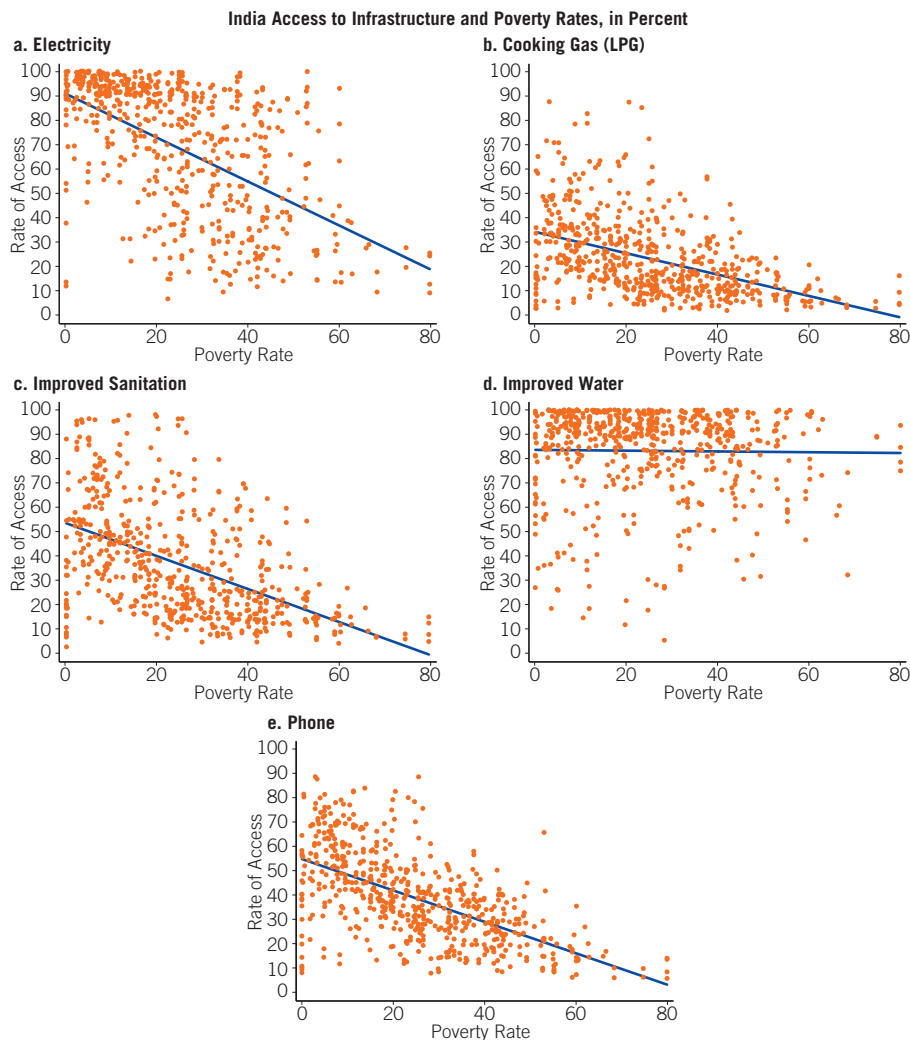 India Access to Infrastructure and Poverty Rates, in Percent
a. Electricity
100
90
80
70
60
50
40
30
20
10
0
Rate of Access
0 20 40 60 80
Poverty Rate
b. Cooking Gas (LPG)
100
90
80
70
60
50
40
30
20
10
0
Rate of Access
0 20 40 60 80
Poverty Rate
c. Improved Sanitation
100
90
80
70
60
50
40
30
20
10
0
Rate of Access
0 20 40 60 80
Poverty Rate
d. Improved Water
100
90
80
70
60
50
40
30
20
10
0
Rate of Access
0 20 40 60 80
Poverty Rate
e. Phone
100
90
80
70
60
50
40
30
20
10
0
Rate of Access
0 20 40 60 80
Poverty Rate